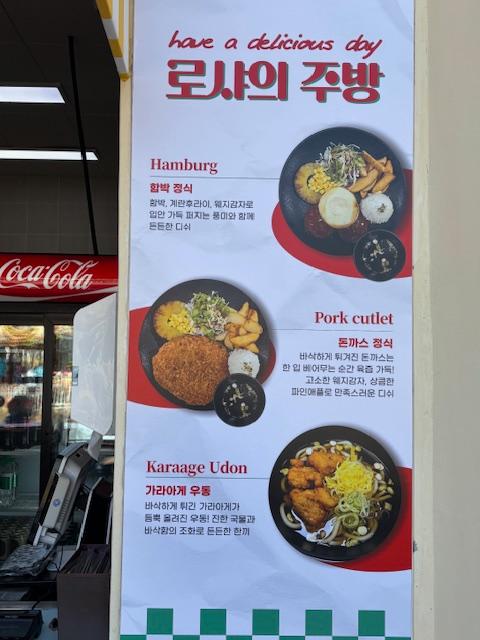 have a delicious day
로샤의 주방
Hamburg
함박 정식
함박, 계란후라이, 웨지감자로
입안 가득 퍼지는 풍미와 함께
든든한 디쉬
Coca-Cola
Pork cutlet
돈까스 정식
바삭하게 튀겨진 돈까스는
한 입 베어무는 순간 육즙 가득!
고소한 웨지감자, 상큼한
파인애플로 만족스러운 디쉬
Karaage Udon
가라아게 우동
바삭하게 튀긴 가라아게가
듬뿍 올려진 우동! 진한 국물과
바삭함의 조화로 든든한 한끼